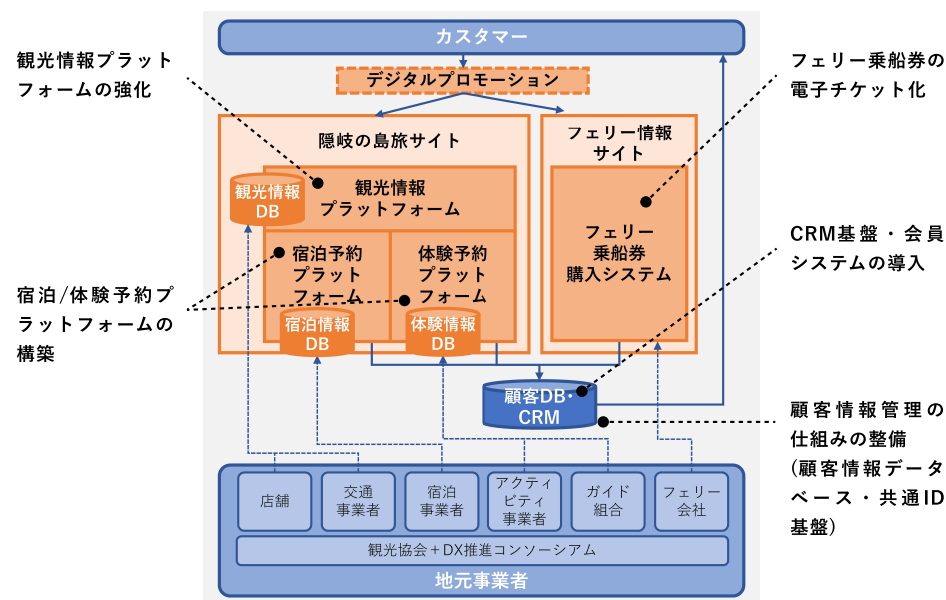 カスタマー
デジタルプロモーション
観光情報プラット
フォームの強化
フェリー乗船券の
電子チケット化
隠岐の島旅サイト
フェリー情報
サイト
観光情報
DB
観光情報
プラットフォーム
宿泊予約
プラット
フォーム
体験予約
プラット
フォーム
フェリー
乗船券
購入システム
CRM基盤・会員
システムの導入
宿泊/体験予約プ
ラットフォームの
構築
宿泊情報
DB
体験情報
DB
顧客DB・
CRM
顧客情報管理の
仕組みの整備
(顧客情報データ
ベース・共通ID
基盤)
店舗
交通
事業者
宿泊
事業者
アクティ
ビティ
事業者
ガイド
組合
フェリー
会社
観光協会＋DX推進コンソーシアム
地元事業者